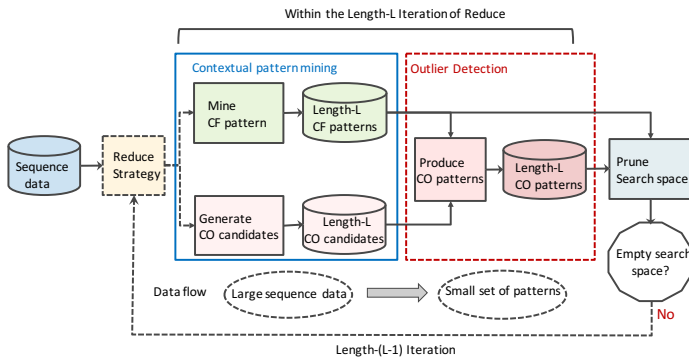 Within the Length-L Iteration of Reduce
Contextual pattern mining
Outlier Detection
Mine
CF pattern
Length-L
CF patterns
Sequence
data
Reduce
Strategy
Produce
CO patterns
Length-L
CO patterns
Prune
Search space
Generate
CO candidates
Length-L
CO candidates
Empty search
space?
Data flow
Large sequence data
Small set of patterns
No
Length-(L-1) Iteration